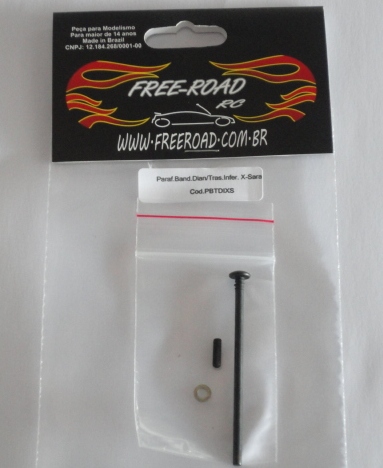 Peça para Modelismo
Para maior de 14 anos
Made in Brazil
CNPJ: 12.184.268/0001-00
FREE-ROAD
RC
WWW.FREEROAD.COM.BR
Paraf.Band.Dian/Tras.Infer. X-Sara
Cod.PBTDIXS